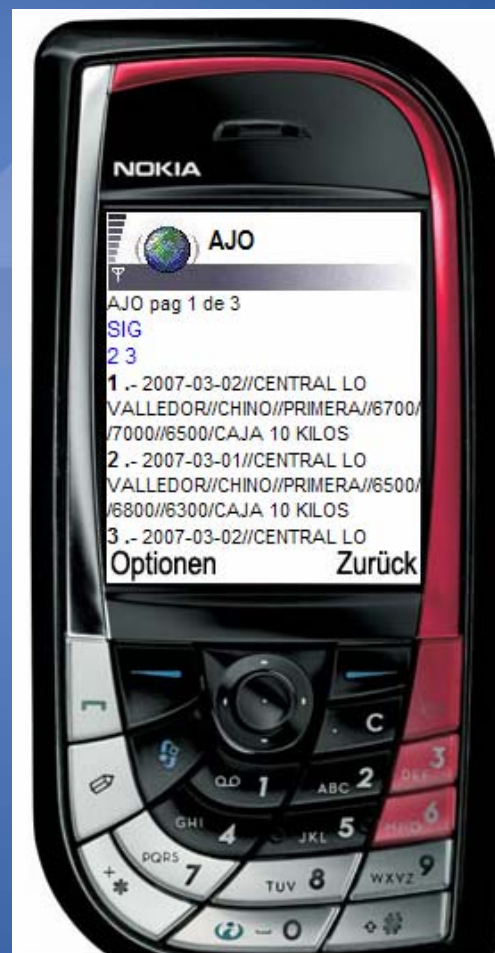 NOKIA
AJO
AJO pag 1 de 3
SIG
2 3
1 .- 2007-03-02//CENTRAL LO
VALLEDOR//CHINO//PRIMERA//6700/
/7000//6500/CAJA 10 KILOS
2 .- 2007-03-01//CENTRAL LO
VALLEDOR//CHINO//PRIMERA//6500/
/6800//6300/CAJA 10 KILOS
3 .- 2007-03-02//CENTRAL LO
Optionen Zurück
C
1 ABC 2 DEF 3
GHI 4 JKL 5 MNO 6
PQRS 7 TUV 8 WXYZ 9
+ * - 0 #